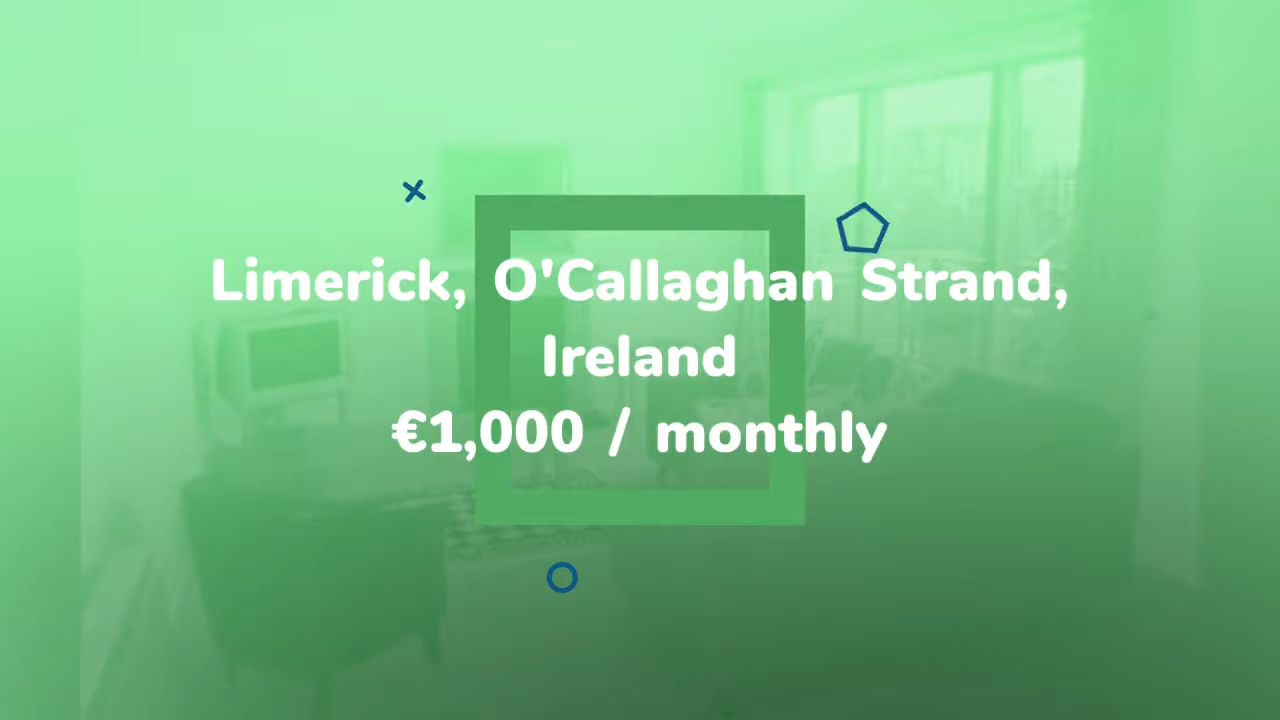 Limerick, O'Callaghan Strand,
Ireland
€1,000 / monthly